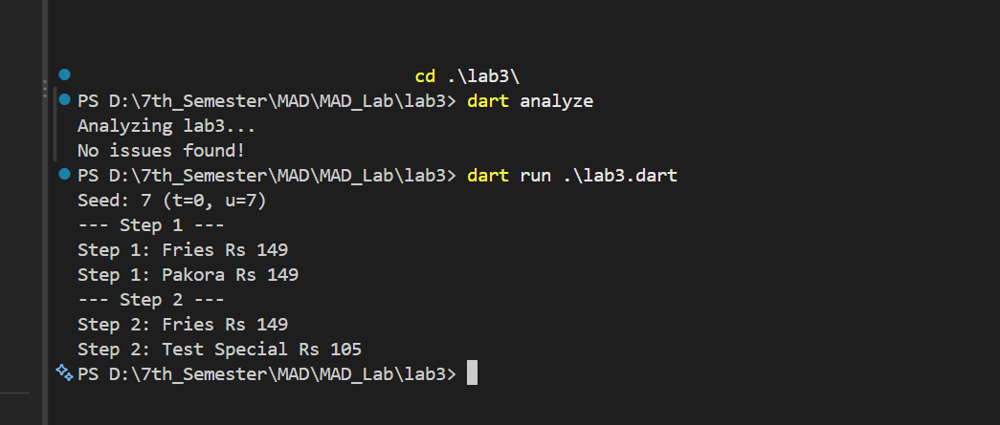 cd .\lab3\
PS D:\7th_Semester\MAD\MAD_Lab\lab3> dart analyze
Analyzing lab3...
No issues found!
PS D:\7th_Semester\MAD\MAD_Lab\lab3> dart run .\lab3.dart
Seed: 7 (t=0, u=7)
--- Step 1 ---
Step 1: Fries Rs 149
Step 1: Pakora Rs 149
--- Step 2 ---
Step 2: Fries Rs 149
Step 2: Test Special Rs 105
PS D:\7th_Semester\MAD\MAD_Lab\lab3>